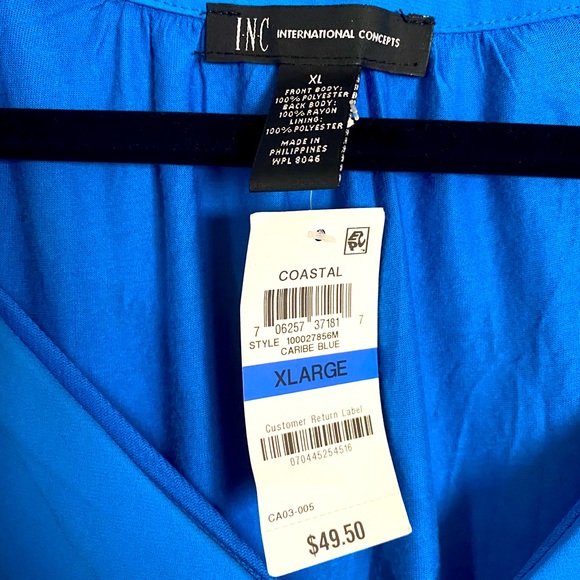 I·N·C INTERNATIONAL CONCEPTS
XL
FRONT BODY:
100% POLYESTER
BACK BODY:
100% RAYON
LINING:
100% POLYESTER
MADE IN
PHILIPPINES
WPL 8046
COASTAL
7 06257 37181 7
STYLE 100027856M
CARIBE BLUE
XLARGE
Customer Return Label
070445254516
CA03-005
$49.50